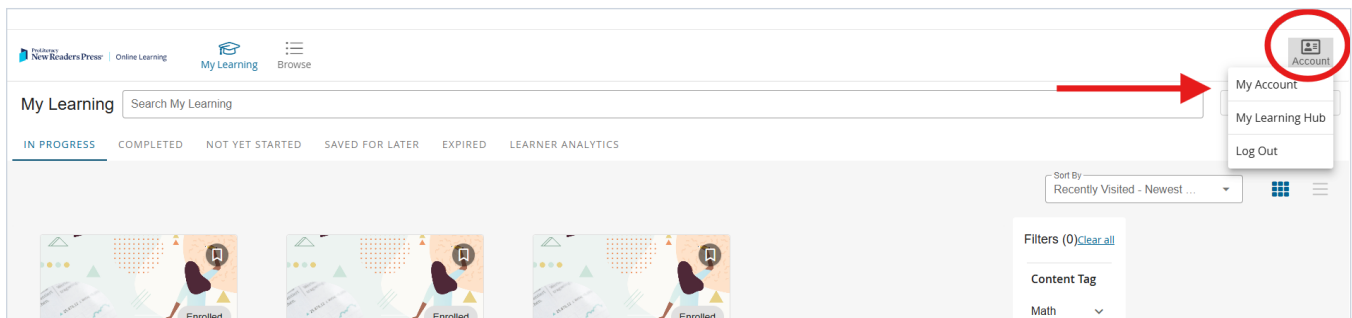 ProLiteracy
New Readers Press
Online Learning
My Learning
Browse
Account
My Account
My Learning Hub
Log Out
My Learning
Search My Learning
IN PROGRESS
COMPLETED
NOT YET STARTED
SAVED FOR LATER
EXPIRED
LEARNER ANALYTICS
Sort By
Recently Visited - Newest ...
Filters (0)Clear all
Content Tag
Math
Enrolled
Enrolled
Enrolled